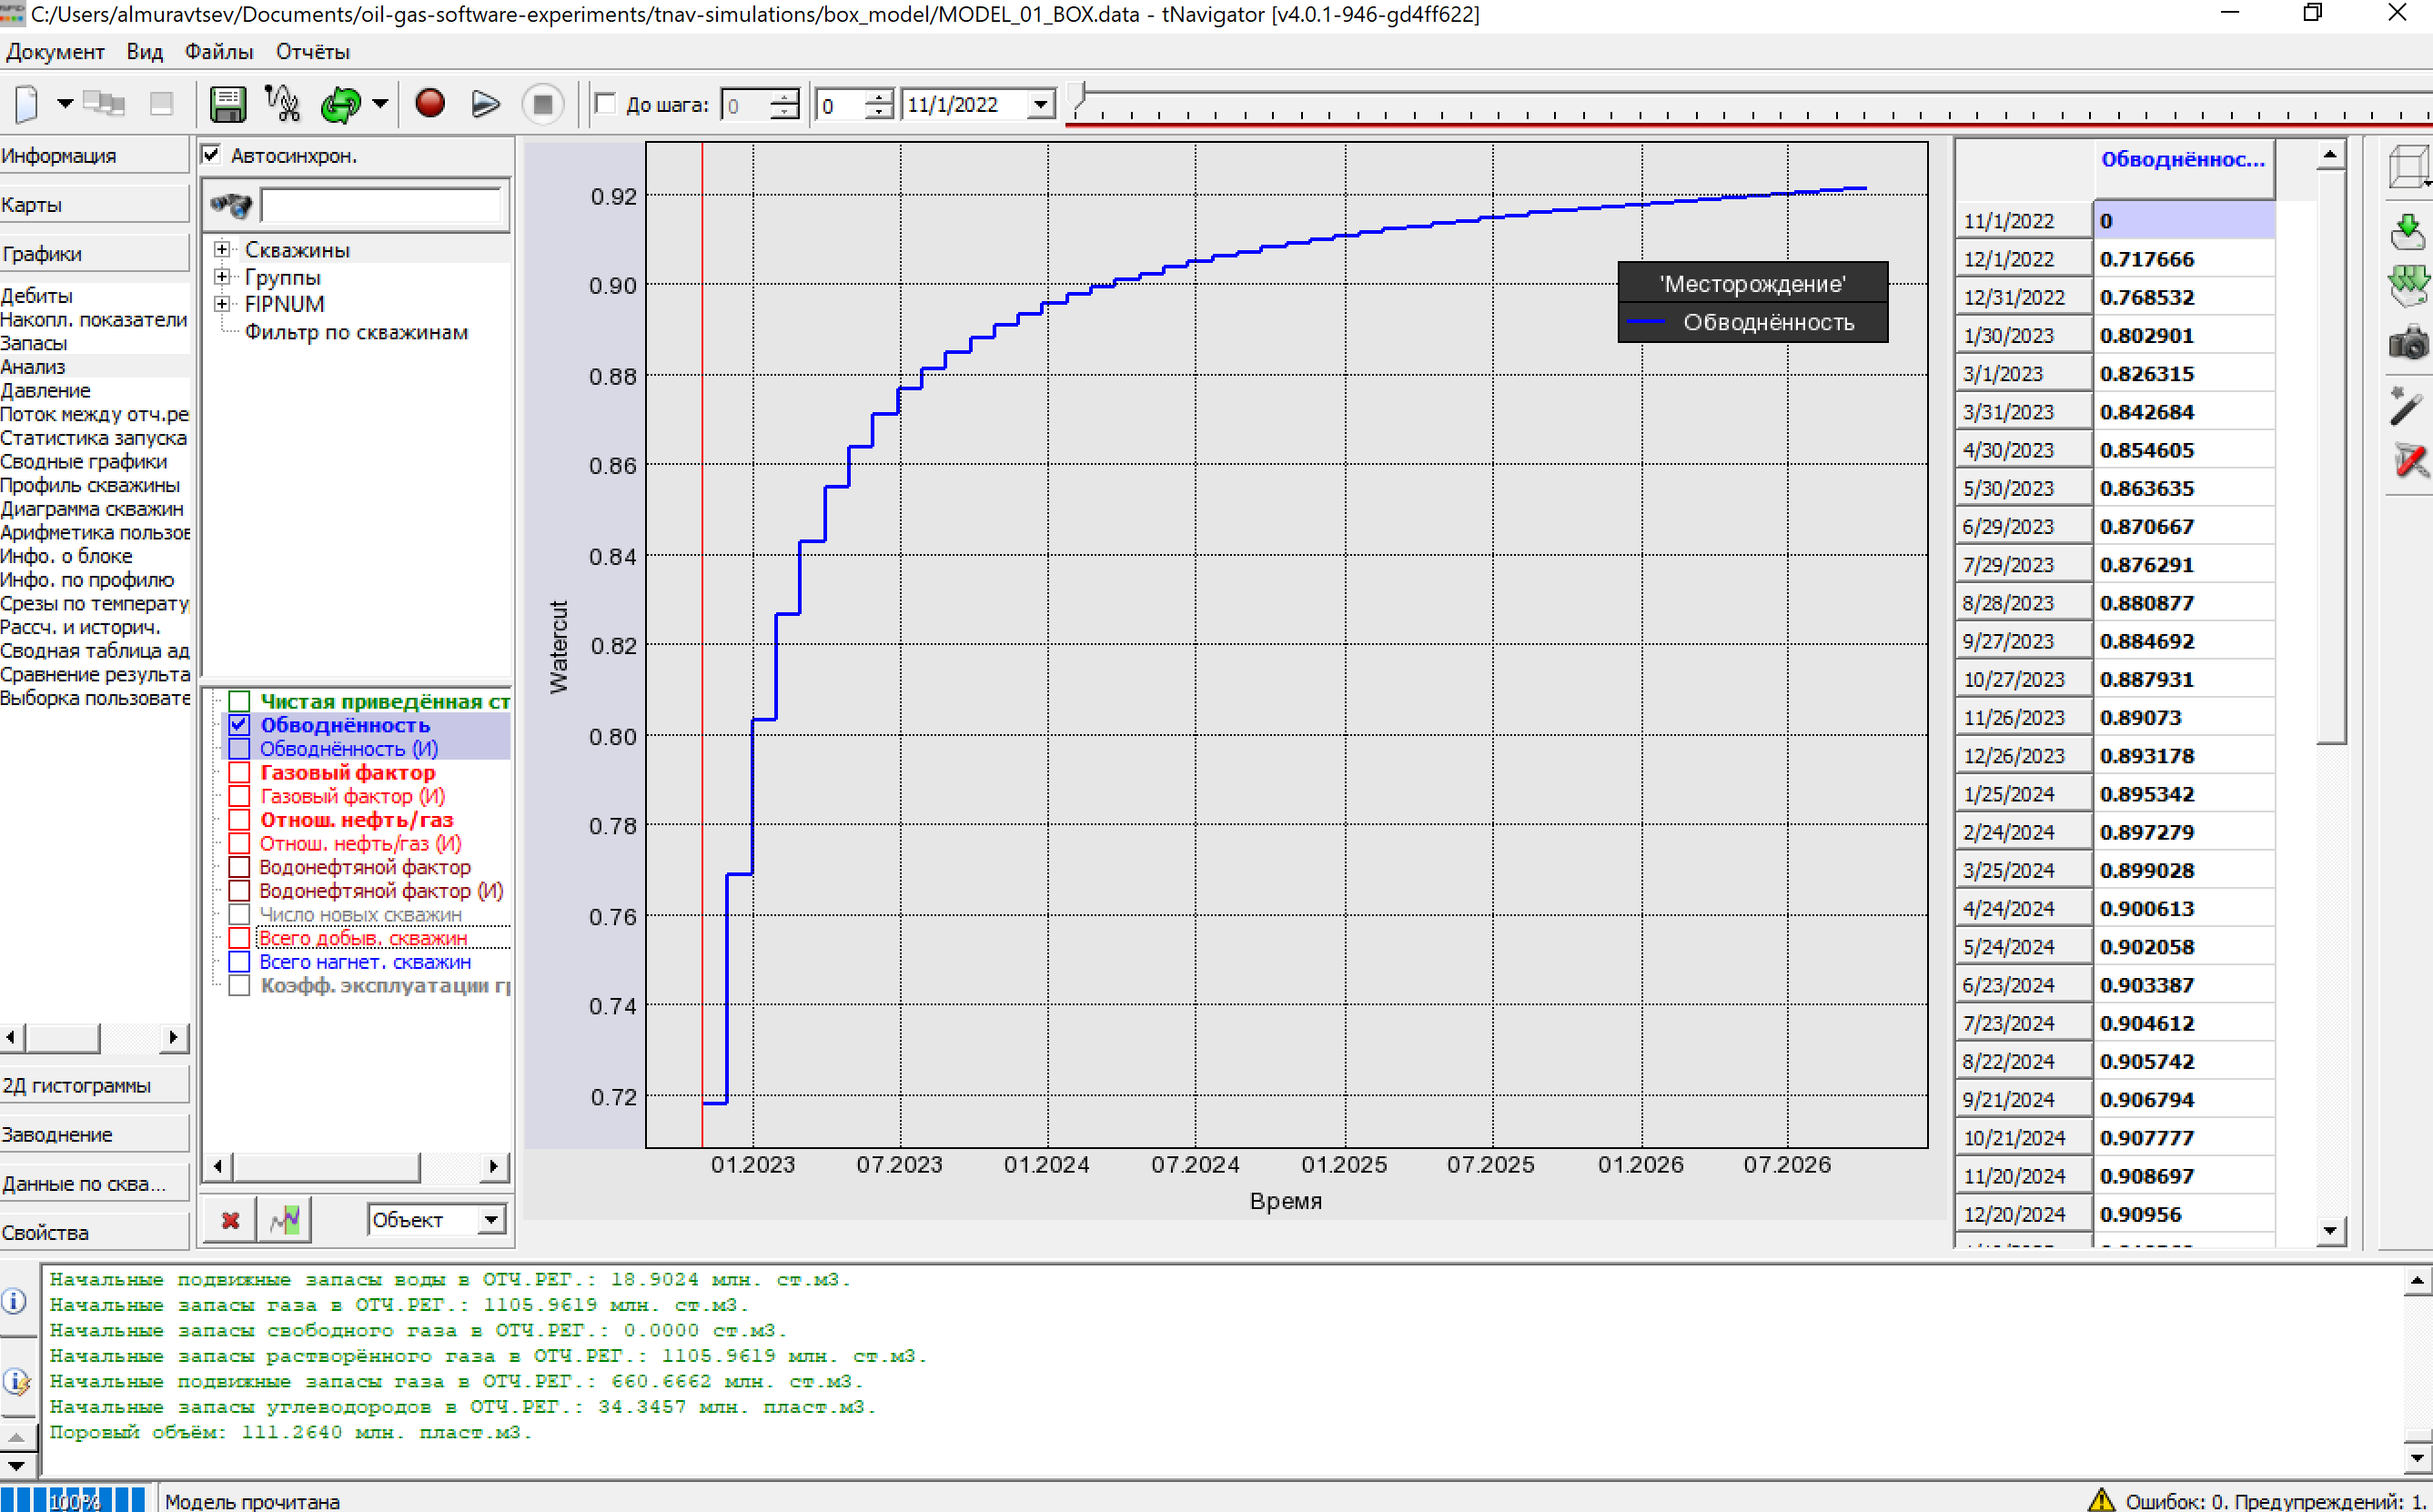 C:/Users/almuravtsev/Documents/oil-gas-software-experiments/tnav-simulations/box_model/MODEL_01_BOX.data - tNavigator [v4.0.1-946-gd4ff622]
Документ Вид Файлы Отчёты
До шага: 0 0 11/1/2022
Информация
Карты
Графики
Дебиты
Накопл. показатели
Запасы
Анализ
Давление
Поток между отч.ре
Статистика запуска
Сводные графики
Профиль скважины
Диаграмма скважин
Арифметика пользов
Инфо. о блоке
Инфо. по профилю
Срезы по температу
Рассч. и историч.
Сводная таблица ад
Сравнение результа
Выборка пользовате
2Д гистограммы
Заводнение
Данные по сква...
Свойства
Автосинхрон.
Скважины
Группы
FIPNUM
Фильтр по скважинам
Чистая приведённая ст
Обводнённость
Обводнённость (И)
Газовый фактор
Газовый фактор (И)
Отнош. нефть/газ
Отнош. нефть/газ (И)
Водонефтяной фактор
Водонефтяной фактор (И)
Число новых скважин
Всего добыв. скважин
Всего нагнет. скважин
Коэфф. эксплуатации гр
Объект
Watercut
0.92
0.90
0.88
0.86
0.84
0.82
0.80
0.78
0.76
0.74
0.72
'Месторождение'
Обводнённость
01.2023 07.2023 01.2024 07.2024 01.2025 07.2025 01.2026 07.2026
Время
Обводнённос...
11/1/2022 0
12/1/2022 0.717666
12/31/2022 0.768532
1/30/2023 0.802901
3/1/2023 0.826315
3/31/2023 0.842684
4/30/2023 0.854605
5/30/2023 0.863635
6/29/2023 0.870667
7/29/2023 0.876291
8/28/2023 0.880877
9/27/2023 0.884692
10/27/2023 0.887931
11/26/2023 0.89073
12/26/2023 0.893178
1/25/2024 0.895342
2/24/2024 0.897279
3/25/2024 0.899028
4/24/2024 0.900613
5/24/2024 0.902058
6/23/2024 0.903387
7/23/2024 0.904612
8/22/2024 0.905742
9/21/2024 0.906794
10/21/2024 0.907777
11/20/2024 0.908697
12/20/2024 0.90956
Начальные подвижные запасы воды в ОТЧ.РЕГ.: 18.9024 млн. ст.м3.
Начальные запасы газа в ОТЧ.РЕГ.: 1105.9619 млн. ст.м3.
Начальные запасы свободного газа в ОТЧ.РЕГ.: 0.0000 ст.м3.
Начальные запасы растворённого газа в ОТЧ.РЕГ.: 1105.9619 млн. ст.м3.
Начальные подвижные запасы газа в ОТЧ.РЕГ.: 660.6662 млн. ст.м3.
Начальные запасы углеводородов в ОТЧ.РЕГ.: 34.3457 млн. пласт.м3.
Поровый объём: 111.2640 млн. пласт.м3.
100% Модель прочитана
Ошибок: 0. Предупреждений: 1.